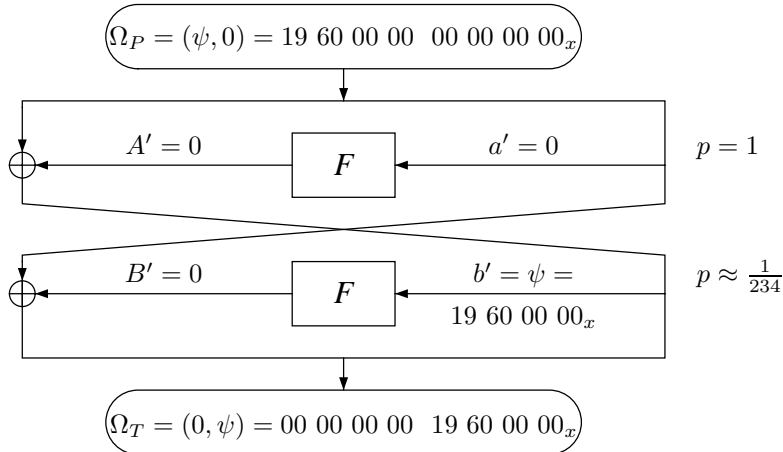 Ω_P = (ψ, 0) = 19 60 00 00  00 00 00 00_x
A′ = 0
F
a′ = 0
p = 1
B′ = 0
F
b′ = ψ =
19 60 00 00_x
p ≈ 1/234
Ω_T = (0, ψ) = 00 00 00 00  19 60 00 00_x